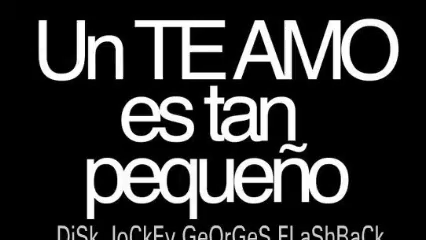 Un TE AMO
es tan
pequeño
DiSk JoCkEy GeOrGeS FLaShBaCk